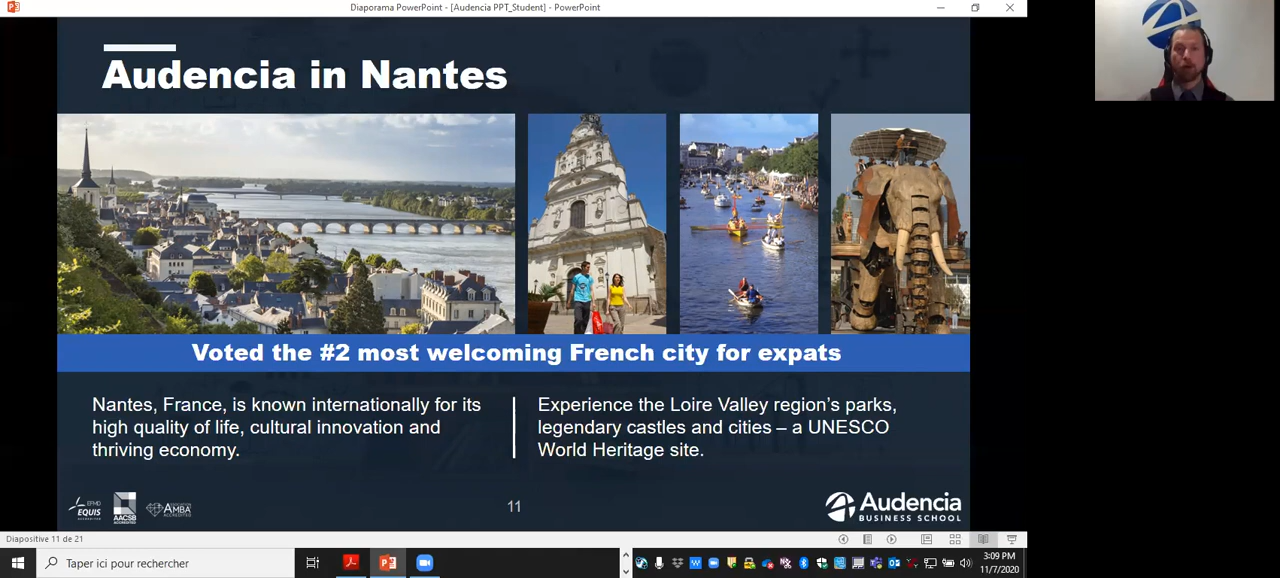 Diaporama PowerPoint - [Audencia PPT_Student] - PowerPoint
Audencia in Nantes
Voted the #2 most welcoming French city for expats
Nantes, France, is known internationally for its
high quality of life, cultural innovation and
thriving economy.
Experience the Loire Valley region's parks,
legendary castles and cities – a UNESCO
World Heritage site.
EFMD
EQUIS
AACSB
ACCREDITED
AMBA
ACCREDITED
11
Audencia
BUSINESS SCHOOL
Diapositive 11 de 21
Taper ici pour rechercher
3:09 PM
11/7/2020